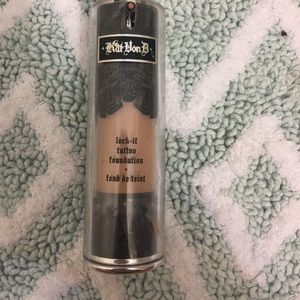 Kat Von D
lock-it
tattoo
foundation
•
fond de teint